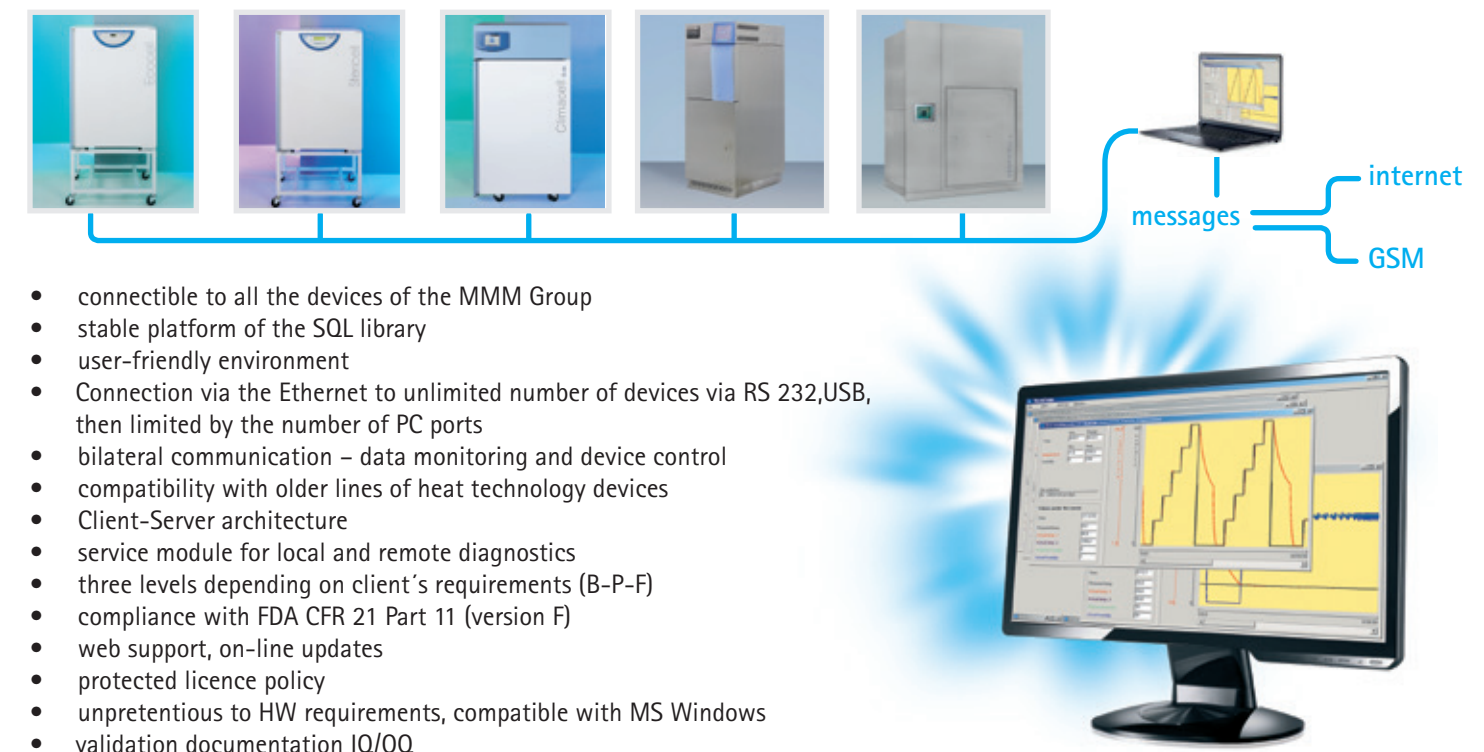 Ecocell
Stericell
Climacell
internet
messages
GSM
• connectible to all the devices of the MMM Group
• stable platform of the SQL library
• user-friendly environment
• Connection via the Ethernet to unlimited number of devices via RS 232,USB,
then limited by the number of PC ports
• bilateral communication – data monitoring and device control
• compatibility with older lines of heat technology devices
• Client-Server architecture
• service module for local and remote diagnostics
• three levels depending on client´s requirements (B-P-F)
• compliance with FDA CFR 21 Part 11 (version F)
• web support, on-line updates
• protected licence policy
• unpretentious to HW requirements, compatible with MS Windows
• validation documentation IQ/OQ